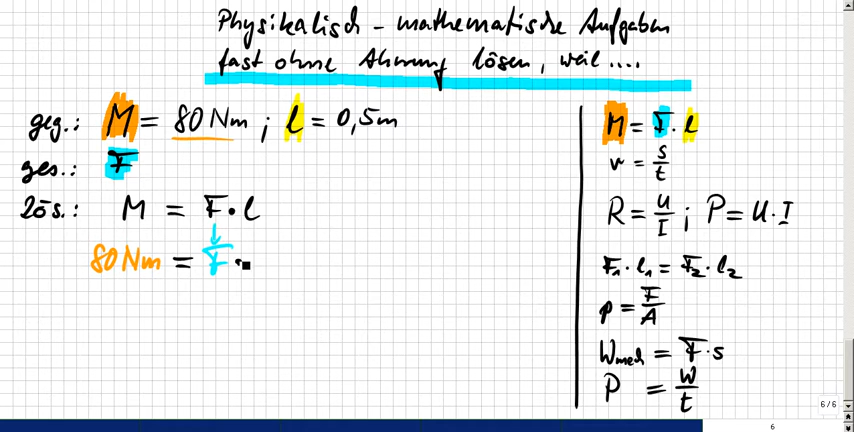 Physikalisch - mathematische Aufgaben
fast ohne Ahnung lösen, weil ....
geg.: M = 80 Nm ; l = 0,5m
ges.: F
Lös.: M = F · l
80 Nm = F ·
M = F · l
v = s/t
R = U/I ; P = U · I
F₁ · l₁ = F₂ · l₂
p = F/A
Wmech = F · s
P = W/t
6/6
6